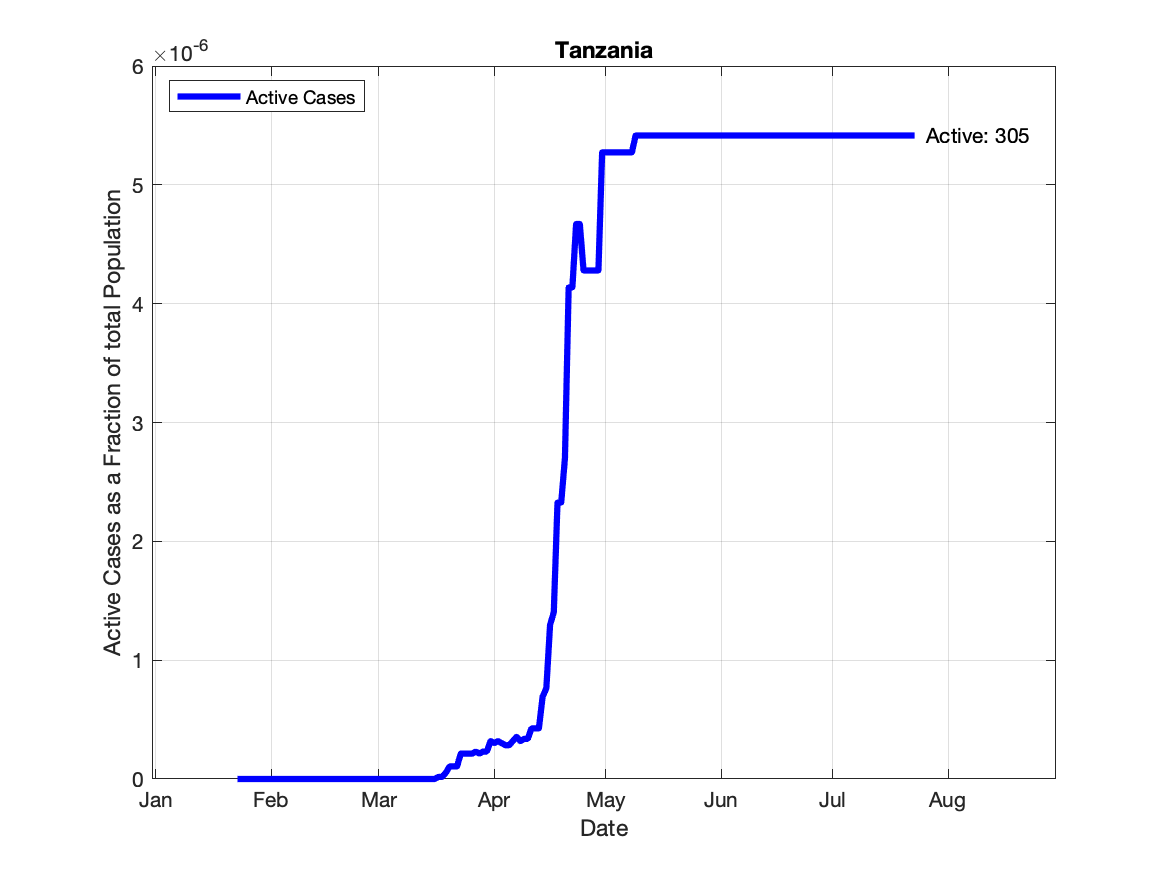 Tanzania
×10-6
Active Cases
Active: 305
6
5
4
3
2
1
0
Active Cases as a Fraction of total Population
Jan Feb Mar Apr May Jun Jul Aug
Date